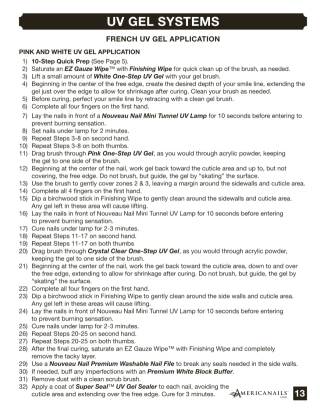 UV GEL SYSTEMS
FRENCH UV GEL APPLICATION
PINK AND WHITE UV GEL APPLICATION
1) 10-Step Quick Prep (See Page 5).
2) Saturate an EZ Gauze Wipe™ with Finishing Wipe for quick clean up of the brush, as needed.
3) Lift a small amount of White One-Step UV Gel with your gel brush.
4) Beginning in the center of the free edge, create the desired depth of your smile line, extending the
gel just over the edge to allow for shrinkage after curing. Clean your brush as needed.
5) Before curing, perfect your smile line by retracing with a clean gel brush.
6) Complete all four fingers on the first hand.
7) Lay the nails in front of a Nouveau Nail Mini Tunnel UV Lamp for 10 seconds before entering to
prevent burning sensation.
8) Set nails under lamp for 2 minutes.
9) Repeat Steps 3-8 on second hand.
10) Repeat Steps 3-8 on both thumbs.
11) Drag brush through Pink One-Step UV Gel, as you would through acrylic powder, keeping
the gel to one side of the brush.
12) Beginning at the center of the nail, work gel back toward the cuticle area and up to, but not
covering, the free edge. Do not brush, but guide, the gel by "skating" the surface.
13) Use the brush to gently cover zones 2 & 3, leaving a margin around the sidewalls and cuticle area.
14) Complete all 4 fingers on the first hand.
15) Dip a birchwood stick in Finishing Wipe to gently clean around the sidewalls and cuticle area.
Any gel left in these areas will cause lifting.
16) Lay the nails in front of Nouveau Nail Mini Tunnel UV Lamp for 10 seconds before entering
to prevent burning sensation.
17) Cure nails under lamp for 2-3 minutes.
18) Repeat Steps 11-17 on second hand.
19) Repeat Steps 11-17 on both thumbs
20) Drag brush through Crystal Clear One-Step UV Gel, as you would through acrylic powder,
keeping the gel to one side of the brush.
21) Beginning at the center of the nail, work the gel back toward the cuticle area, down to and over
the free edge, extending to allow for shrinkage after curing. Do not brush, but guide, the gel by
"skating" the surface.
22) Complete all four fingers on the first hand.
23) Dip a birchwood stick in Finishing Wipe to gently clean around the side walls and cuticle area.
Any gel left in these areas will cause lifting.
24) Lay the nails in front of Nouveau Nail Mini Tunnel UV Lamp for 10 seconds before entering
to prevent burning sensation.
25) Cure nails under lamp for 2-3 minutes.
26) Repeat Steps 20-25 on second hand.
27) Repeat Steps 20-25 on both thumbs.
28) After the final curing, saturate an EZ Gauze Wipe™ with Finishing Wipe and completely
remove the tacky layer.
29) Use a Nouveau Nail Premium Washable Nail File to break any seals needed in the side walls.
30) If needed, buff any imperfections with an Premium White Block Buffer.
31) Remove dust with a clean scrub brush.
32) Apply a coat of Super Seal™ UV Gel Sealer to each nail, avoiding the
cuticle area and extending over the free edge. Cure for 3 minutes.
AMERICANAILS
13